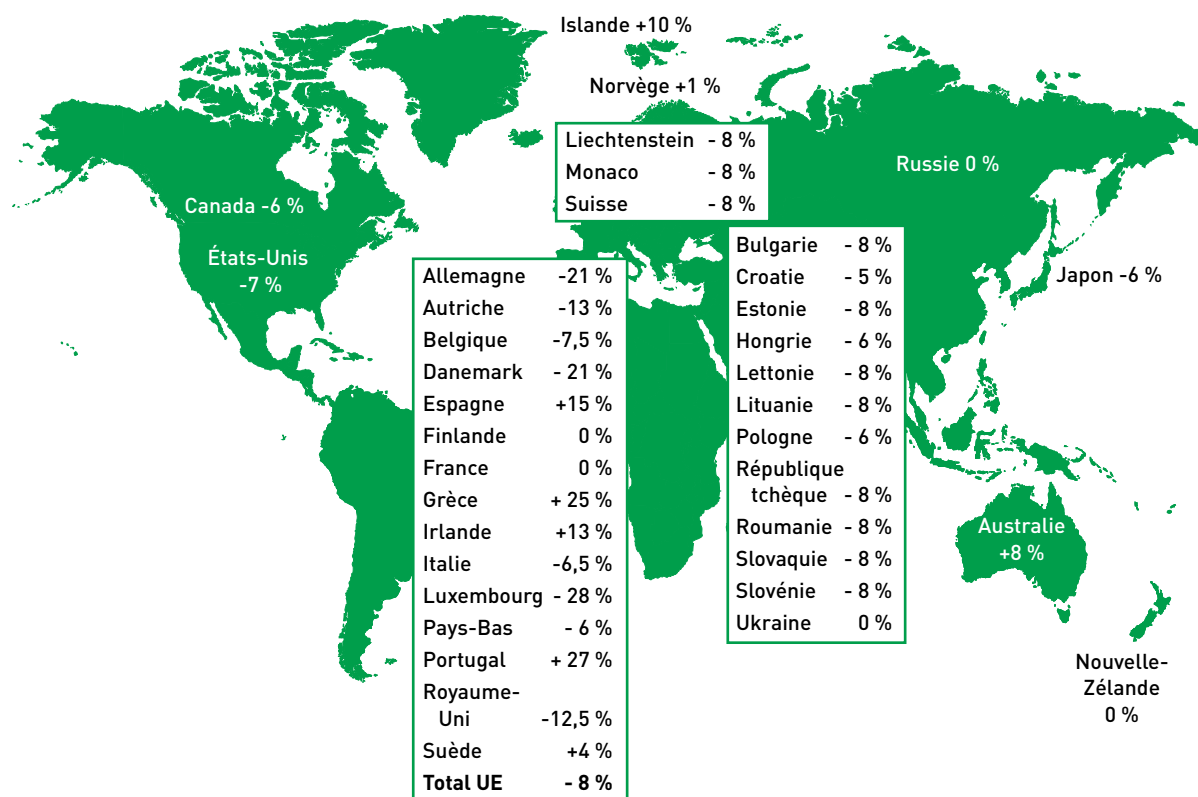 Islande +10 %
Norvège +1 %
Liechtenstein - 8 %
Monaco - 8 %
Suisse - 8 %
Russie 0 %
Canada -6 %
États-Unis
-7 %
Japon -6 %
Allemagne -21 %
Autriche -13 %
Belgique -7,5 %
Danemark - 21 %
Espagne +15 %
Finlande 0 %
France 0 %
Grèce + 25 %
Irlande +13 %
Italie -6,5 %
Luxembourg - 28 %
Pays-Bas - 6 %
Portugal + 27 %
Royaume-
Uni -12,5 %
Suède +4 %
Total UE - 8 %
Bulgarie - 8 %
Croatie - 5 %
Estonie - 8 %
Hongrie - 6 %
Lettonie - 8 %
Lituanie - 8 %
Pologne - 6 %
République
tchèque - 8 %
Roumanie - 8 %
Slovaquie - 8 %
Slovénie - 8 %
Ukraine 0 %
Australie
+8 %
Nouvelle-
Zélande
0 %